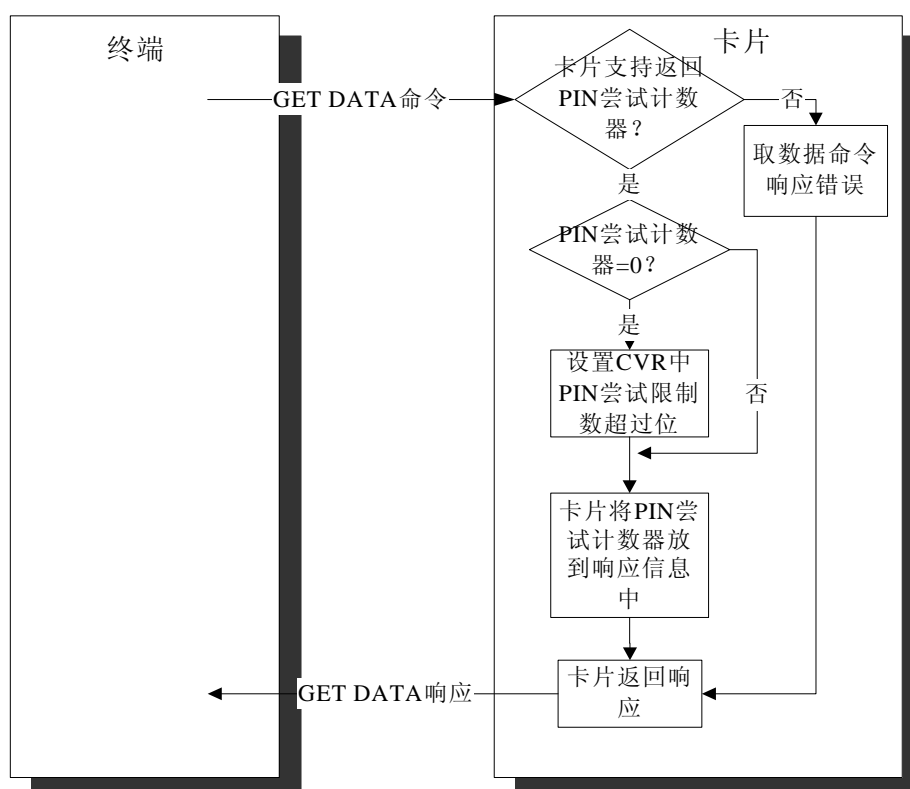 终端
卡片
卡片支持返回
PIN尝试计数
器？
GET DATA命令
否
取数据命令
响应错误
是
PIN尝试计数
器=0？
是
设置CVR中
PIN尝试限制
数超过位
否
卡片将PIN尝
试计数器放
到响应信息
中
GET DATA响应
卡片返回响
应